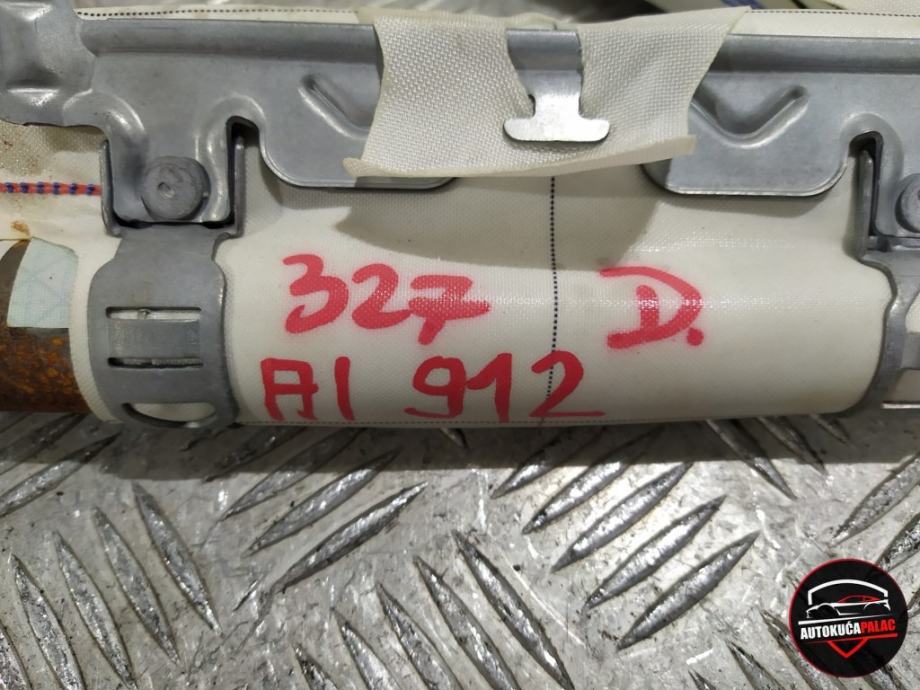 327 D.
A1 912
AUTOKUĆA PALAC